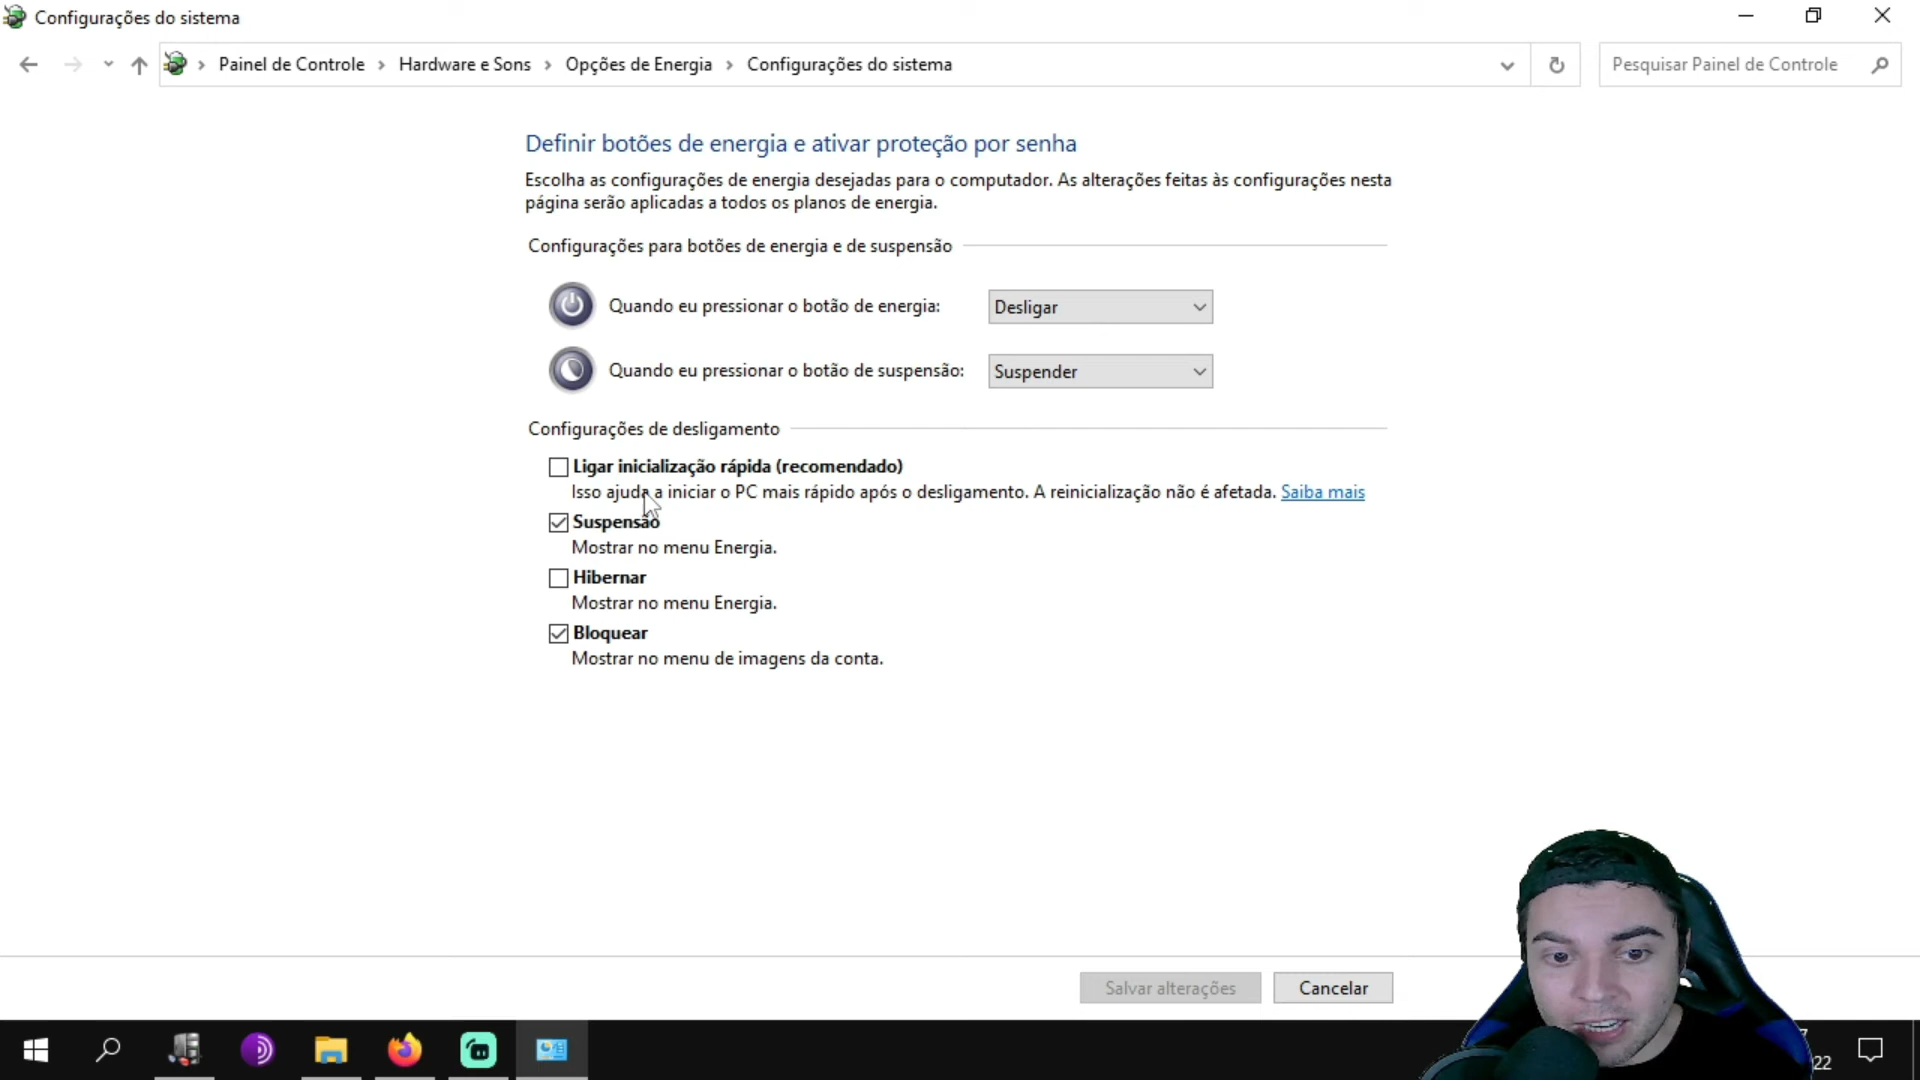 Configurações do sistema
Painel de Controle > Hardware e Sons > Opções de Energia > Configurações do sistema
Pesquisar Painel de Controle
Definir botões de energia e ativar proteção por senha
Escolha as configurações de energia desejadas para o computador. As alterações feitas às configurações nesta
página serão aplicadas a todos os planos de energia.
Configurações para botões de energia e de suspensão
Quando eu pressionar o botão de energia: Desligar
Quando eu pressionar o botão de suspensão: Suspender
Configurações de desligamento
Ligar inicialização rápida (recomendado)
Isso ajuda a iniciar o PC mais rápido após o desligamento. A reinicialização não é afetada. Saiba mais
Suspensão
Mostrar no menu Energia.
Hibernar
Mostrar no menu Energia.
Bloquear
Mostrar no menu de imagens da conta.
Salvar alterações Cancelar
22